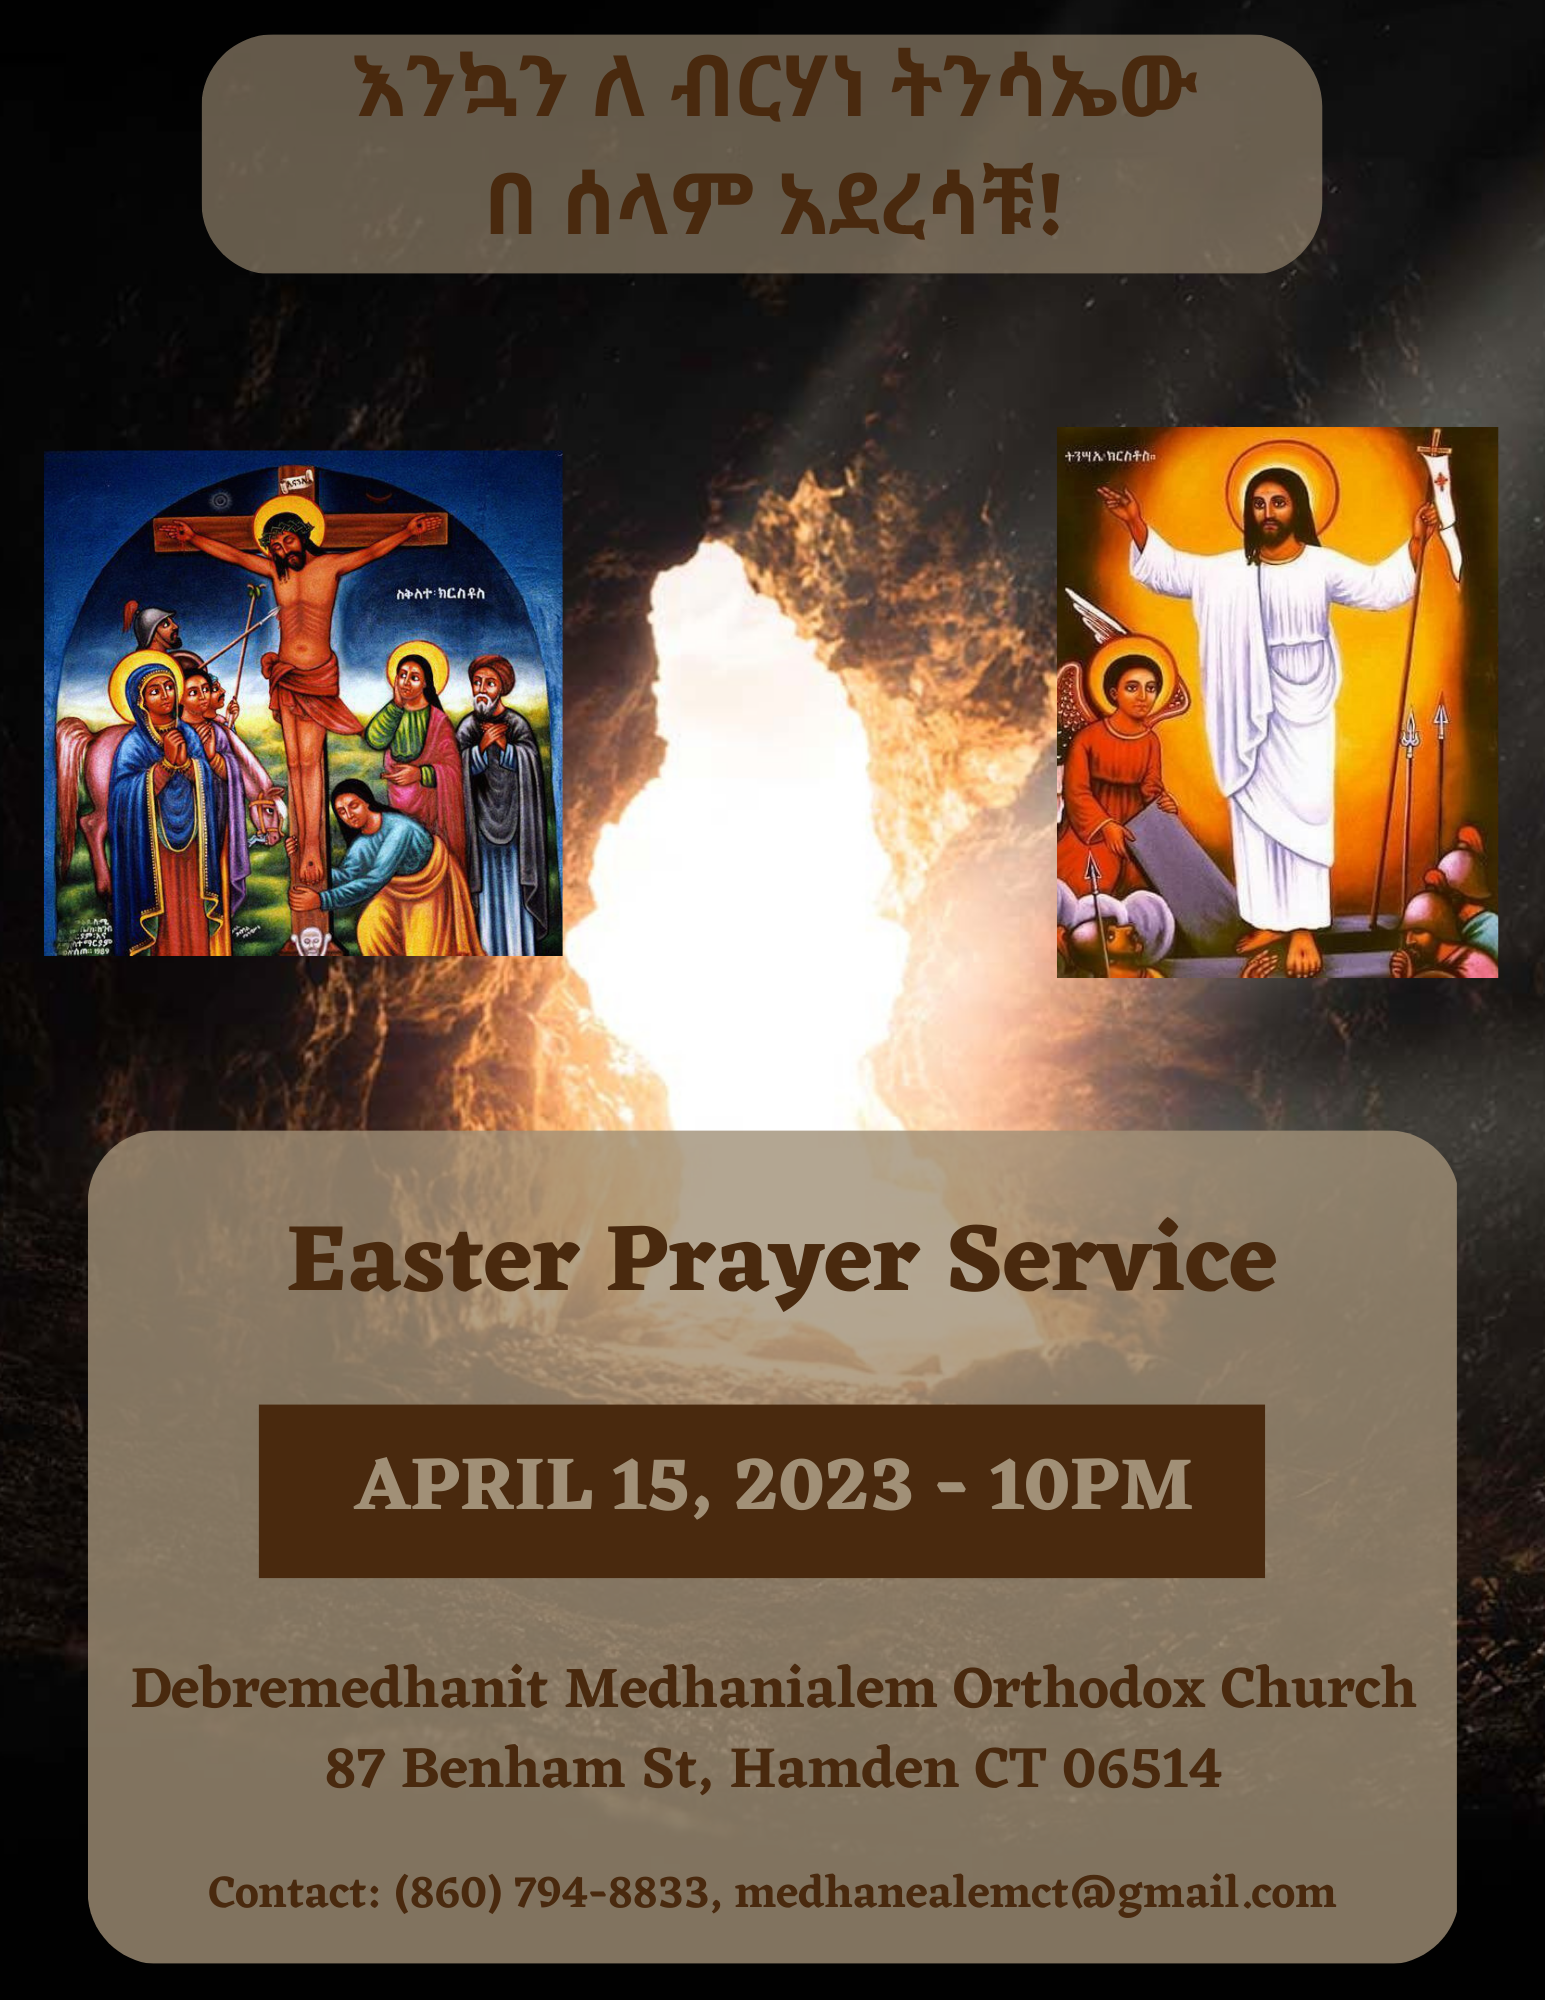 እንኳን ለ ብርሃነ ትንሳኤው
በ ሰላም አደረሳቹ!
ትንሣኤ፡ክርስቶስ።
ስቅለተ፡ክርስቶስ
Easter Prayer Service
APRIL 15, 2023 - 10PM
Debremedhanit Medhanialem Orthodox Church
87 Benham St, Hamden CT 06514
Contact: (860) 794-8833, medhanealemct@gmail.com